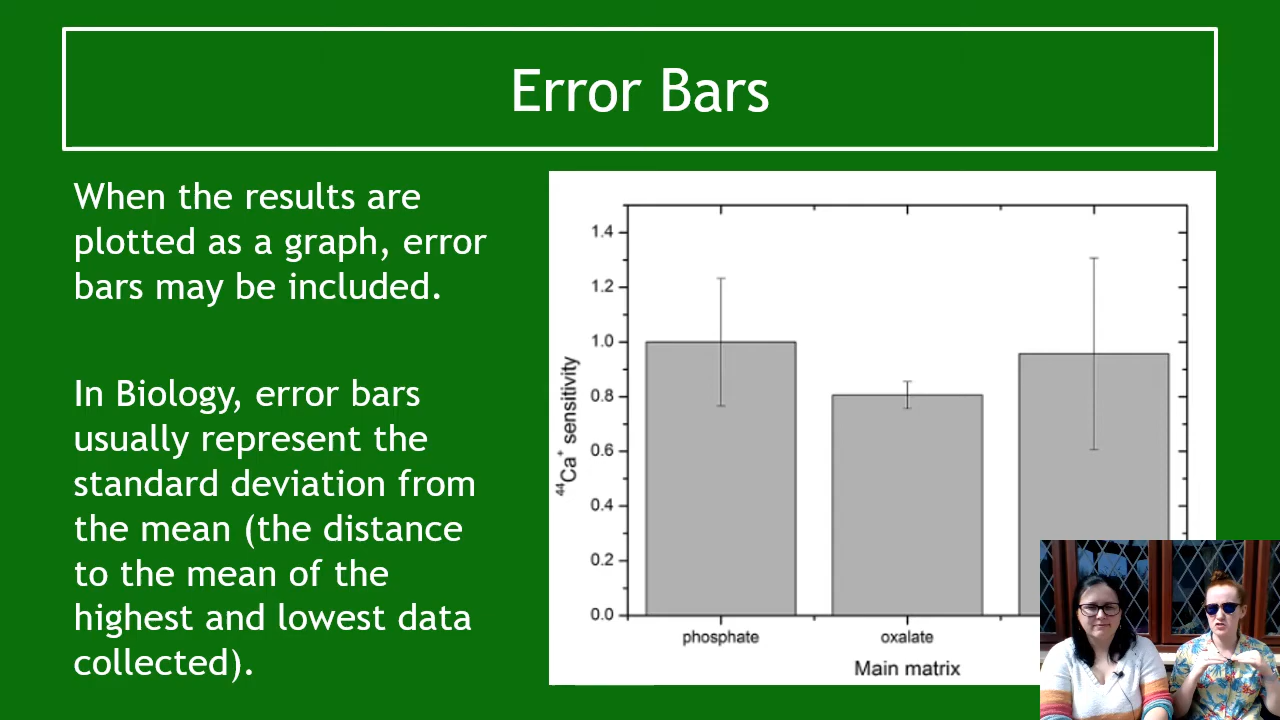 Error Bars
When the results are
plotted as a graph, error
bars may be included.
In Biology, error bars
usually represent the
standard deviation from
the mean (the distance
to the mean of the
highest and lowest data
collected).
1.4
1.2
1.0
0.8
0.6
0.4
0.2
0.0
⁴⁴Ca⁺ sensitivity
phosphate
oxalate
Main matrix